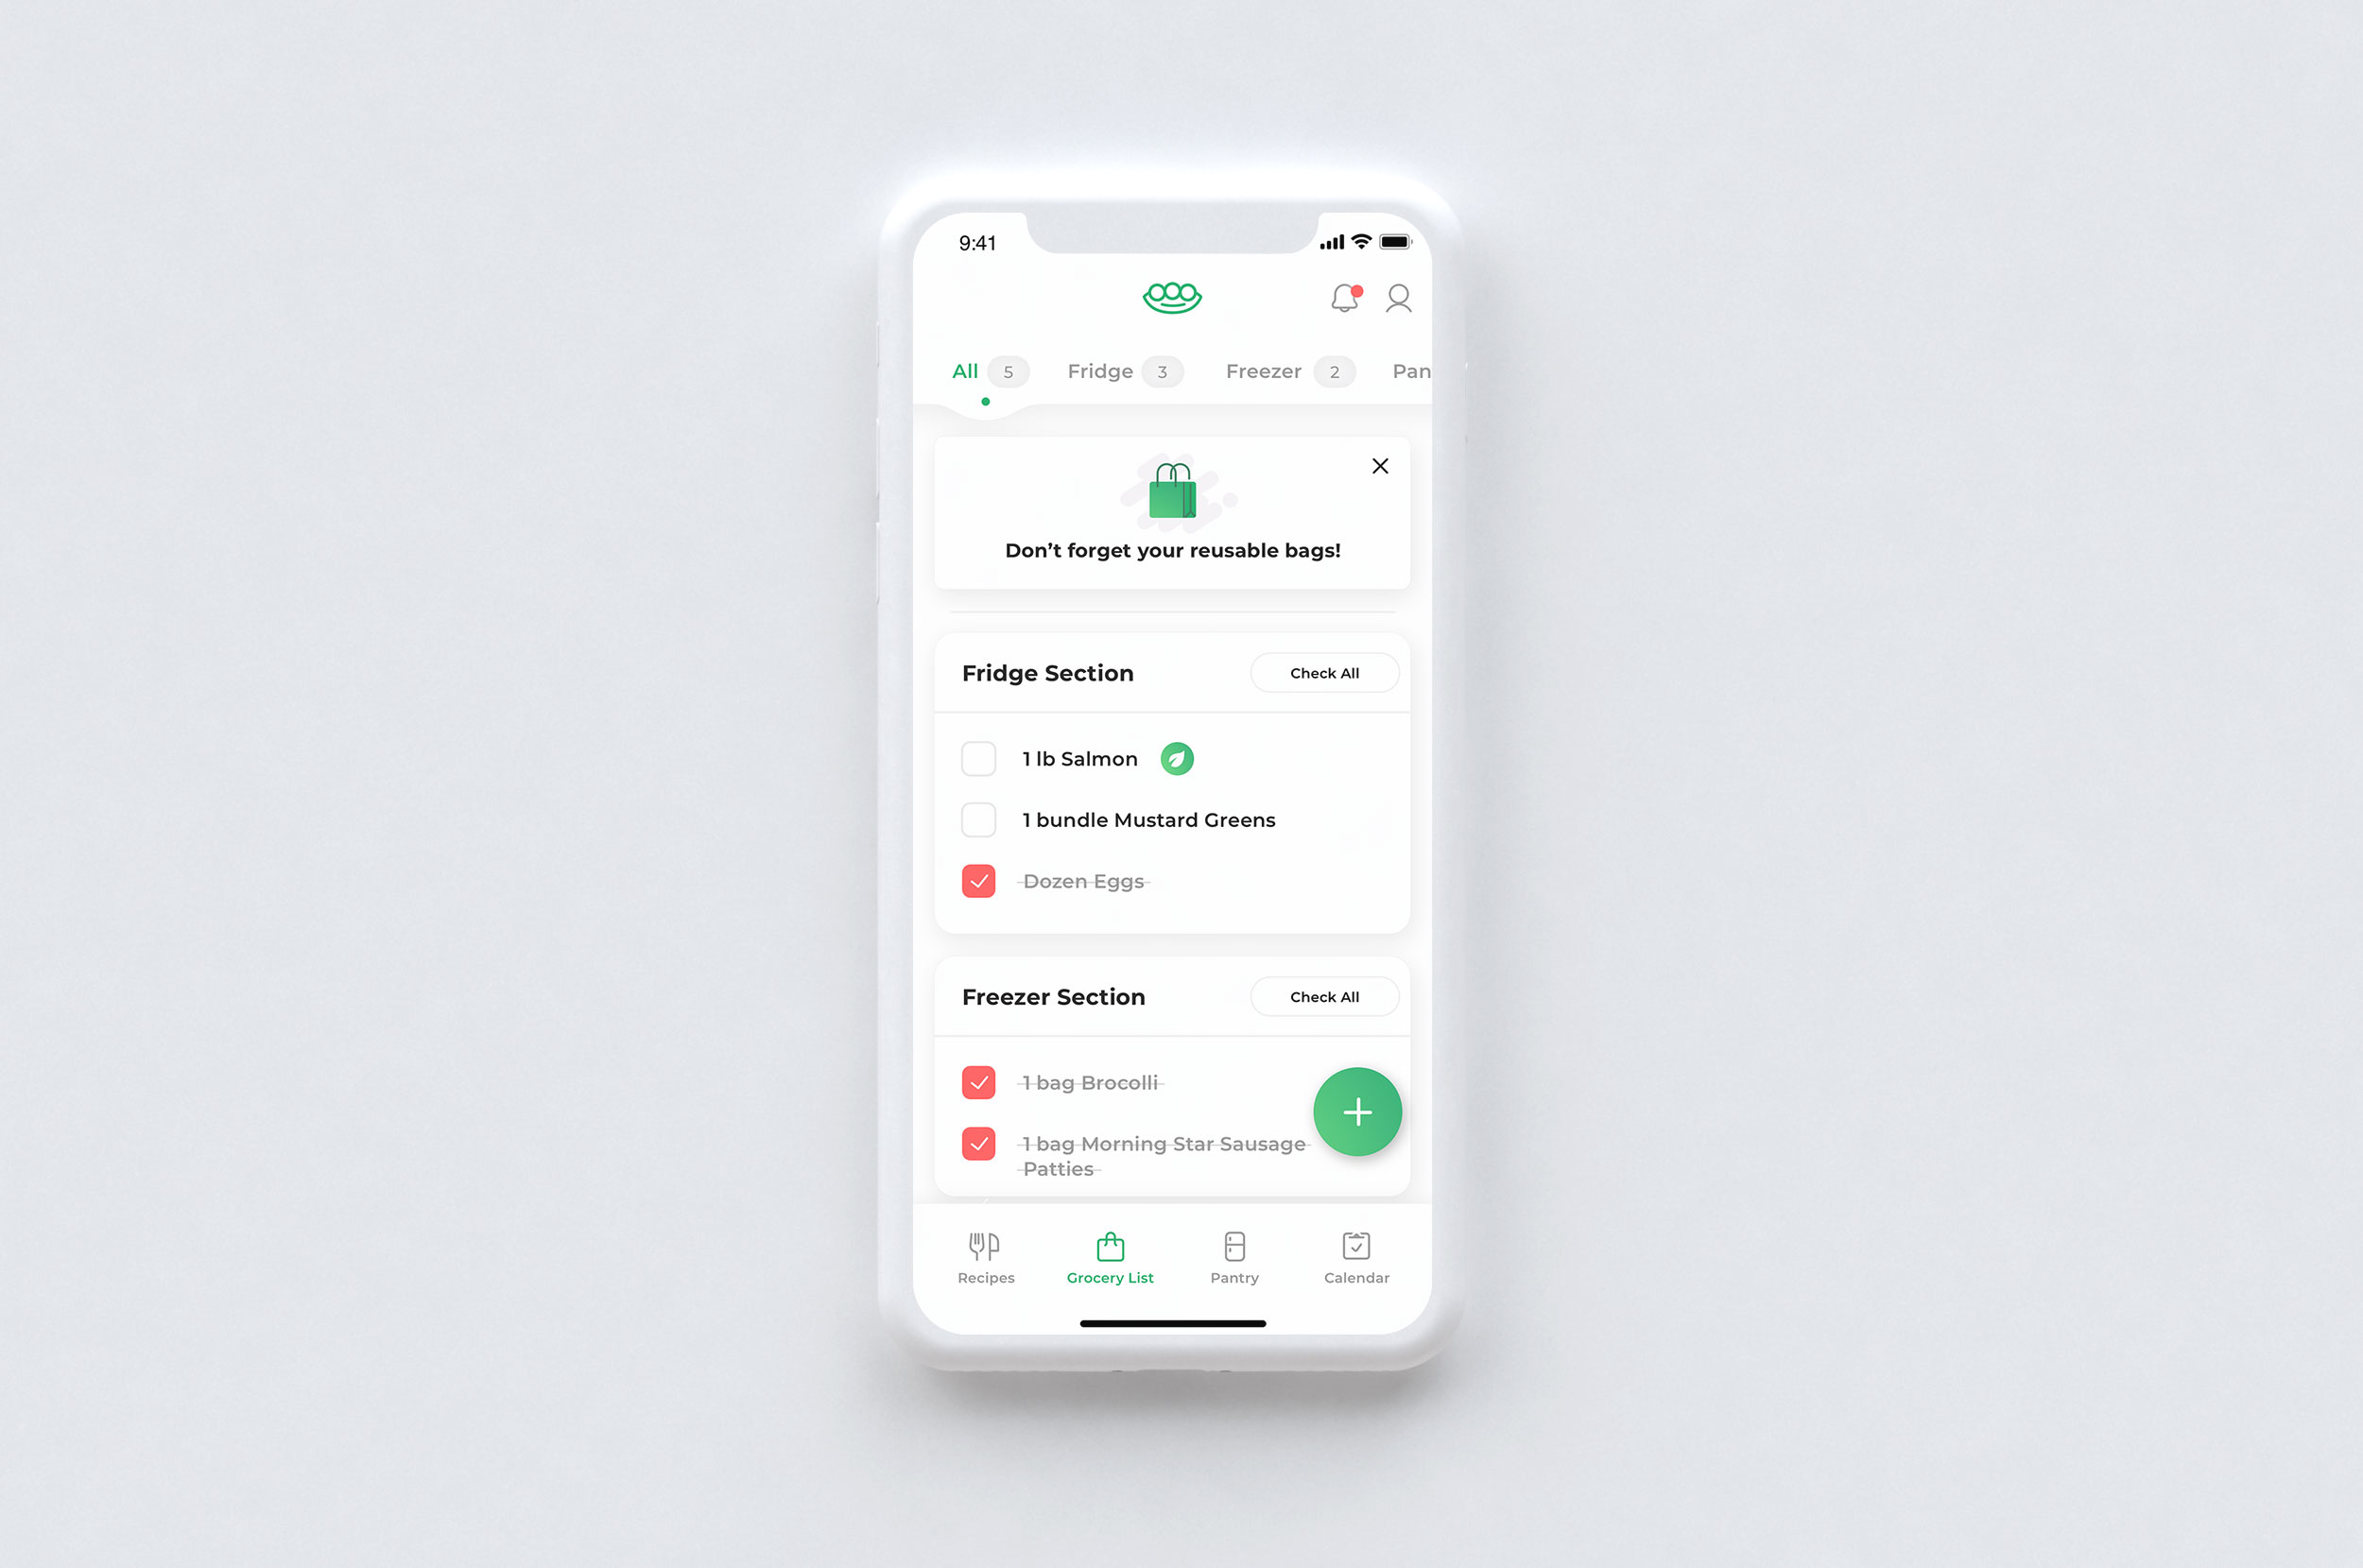 9:41
All 5 Fridge 3 Freezer 2 Pan
Don't forget your reusable bags!
Fridge Section Check All
1 lb Salmon
1 bundle Mustard Greens
Dozen Eggs
Freezer Section Check All
1 bag Brocolli
1 bag Morning Star Sausage
Patties
Recipes Grocery List Pantry Calendar